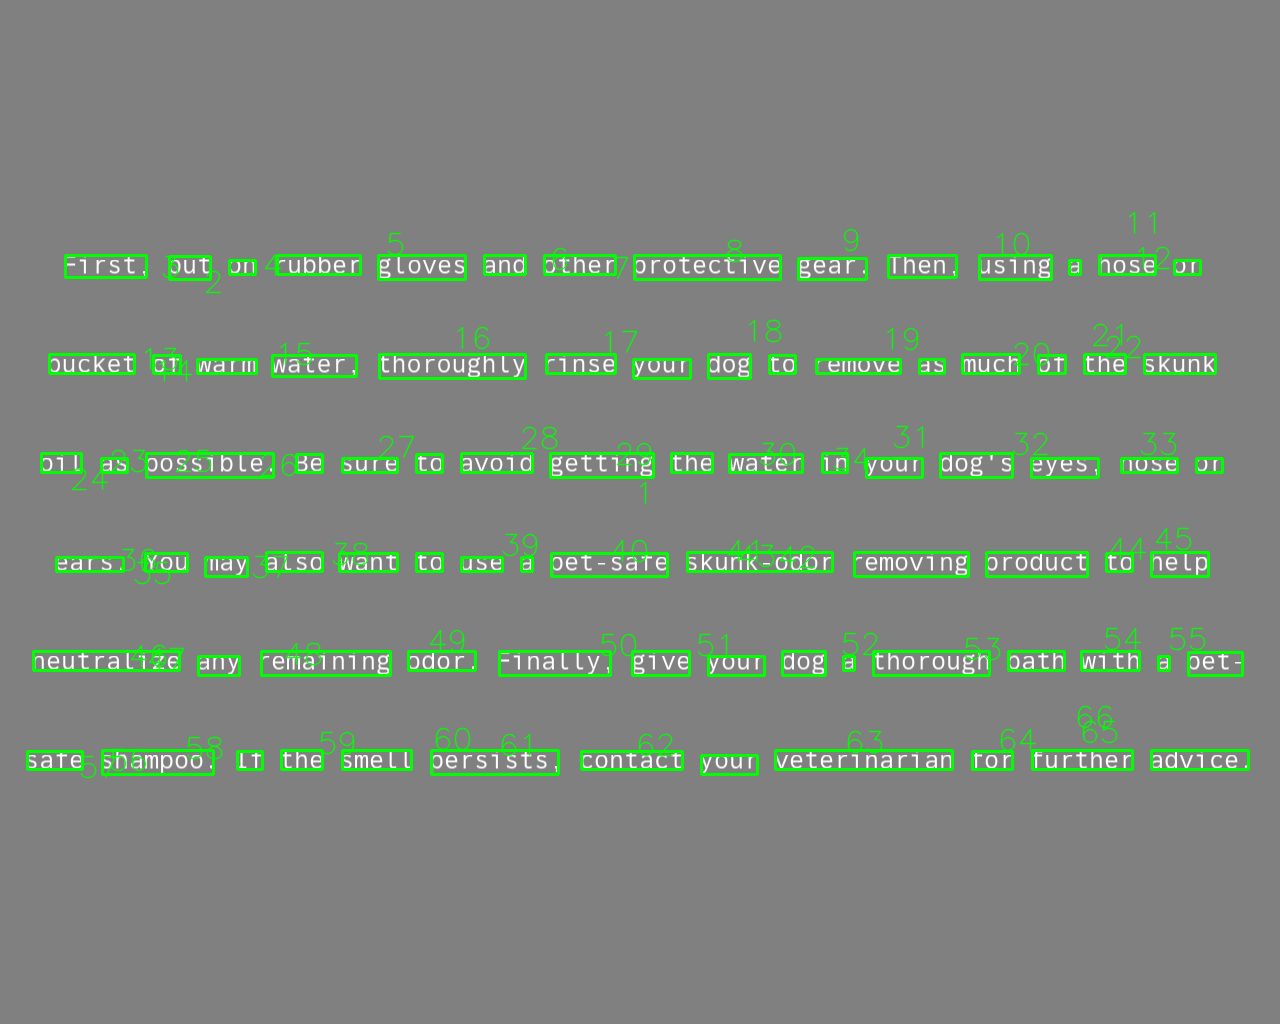 First, put on rubber gloves and other protective gear. Then, using a hose or
bucket of warm water, thoroughly rinse your dog to remove as much of the skunk
oil as possible. Be sure to avoid getting the water in your dog's eyes, nose or
ears. You may also want to use a pet-safe skunk-odor removing product to help
neutralize any remaining odor. Finally, give your dog a thorough bath with a pet-
safe shampoo. If the smell persists, contact your veterinarian for further advice.